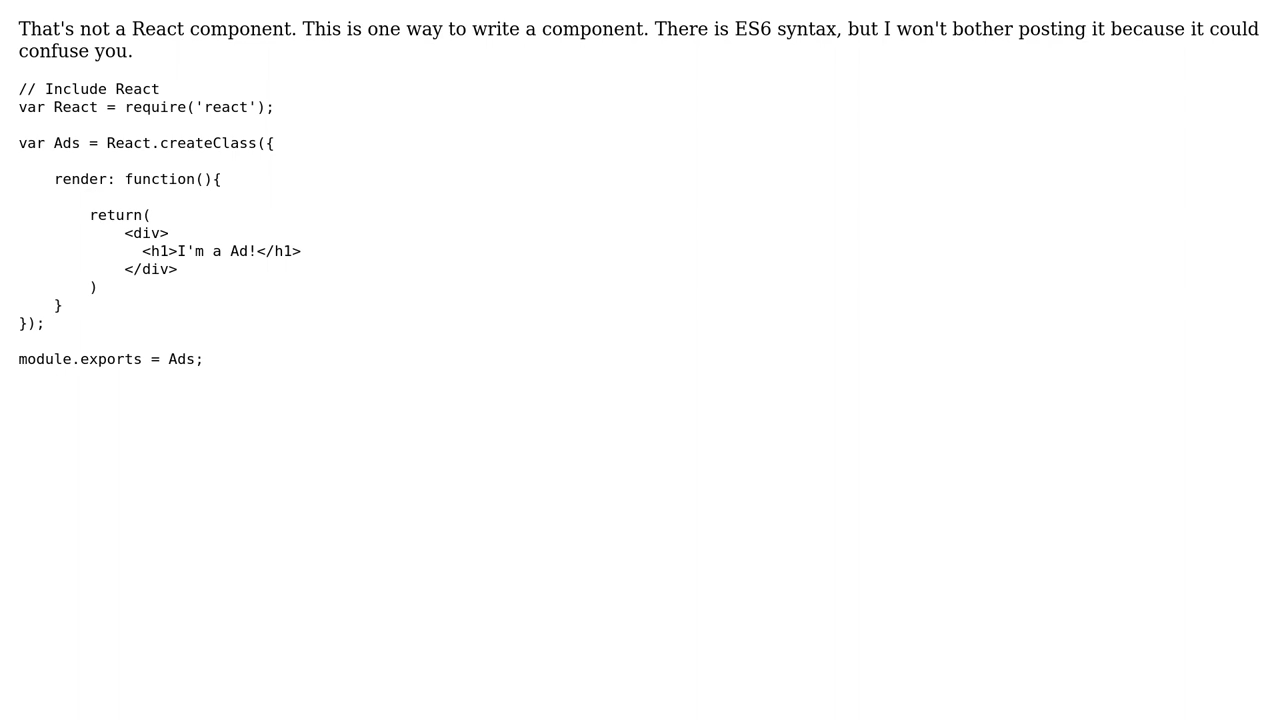 That's not a React component. This is one way to write a component. There is ES6 syntax, but I won't bother posting it because it could
confuse you.
// Include React
var React = require('react');
var Ads = React.createClass({
render: function(){
return(
<div>
<h1>I'm a Ad!</h1>
</div>
)
}
});
module.exports = Ads;